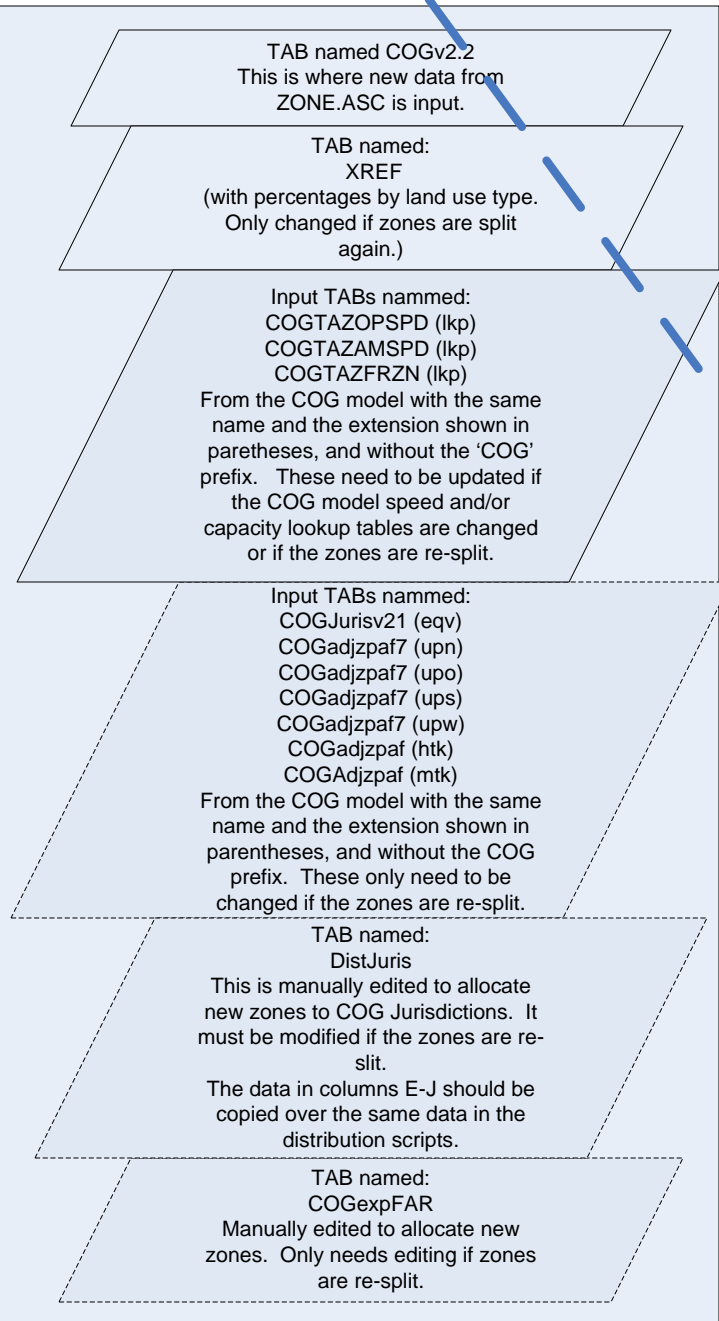 TAB named COGv2.2
This is where new data from
ZONE.ASC is input.
TAB named:
XREF
(with percentages by land use type.
Only changed if zones are split
again.)
Input TABs nammed:
COGTAZOPSPD (lkp)
COGTAZAMSPD (lkp)
COGTAZFRZN (lkp)
From the COG model with the same
name and the extension shown in
paretheses, and without the ‘COG’
prefix. These need to be updated if
the COG model speed and/or
capacity lookup tables are changed
or if the zones are re-split.
Input TABs nammed:
COGJurisv21 (eqv)
COGadjzpaf7 (upn)
COGadjzpaf7 (upo)
COGadjzpaf7 (ups)
COGadjzpaf7 (upw)
COGadjzpaf (htk)
COGAdjzpaf (mtk)
From the COG model with the same
name and the extension shown in
parentheses, and without the COG
prefix. These only need to be
changed if the zones are re-split.
TAB named:
DistJuris
This is manually edited to allocate
new zones to COG Jurisdictions. It
must be modified if the zones are re-
slit.
The data in columns E-J should be
copied over the same data in the
distribution scripts.
TAB named:
COGexpFAR
Manually edited to allocate new
zones. Only needs editing if zones
are re-split.